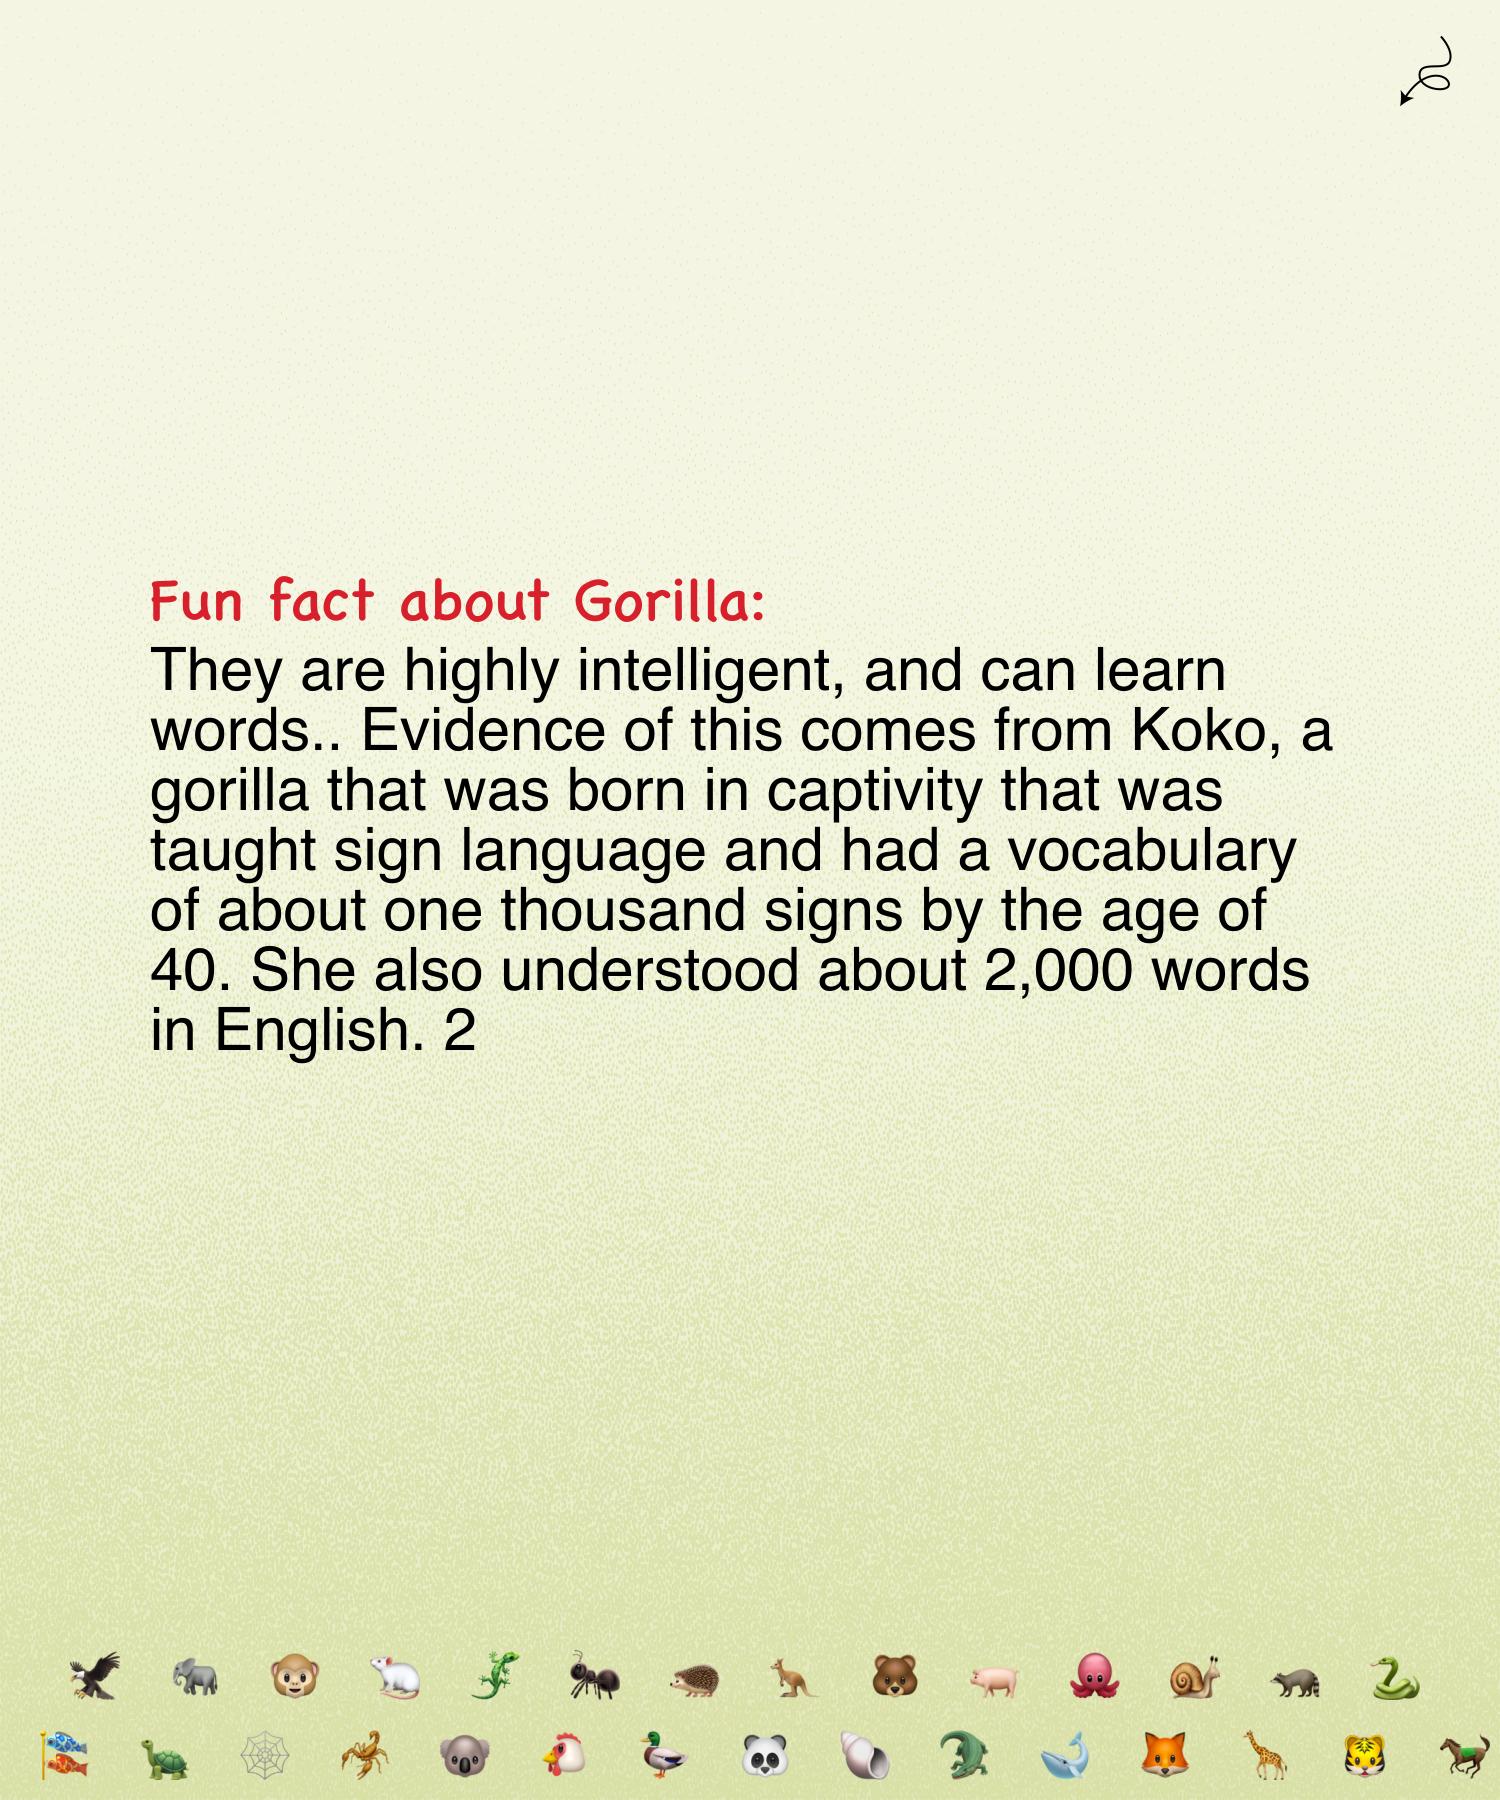 Fun fact about Gorilla:
They are highly intelligent, and can learn
words.. Evidence of this comes from Koko, a
gorilla that was born in captivity that was
taught sign language and had a vocabulary
of about one thousand signs by the age of
40. She also understood about 2,000 words
in English. 2